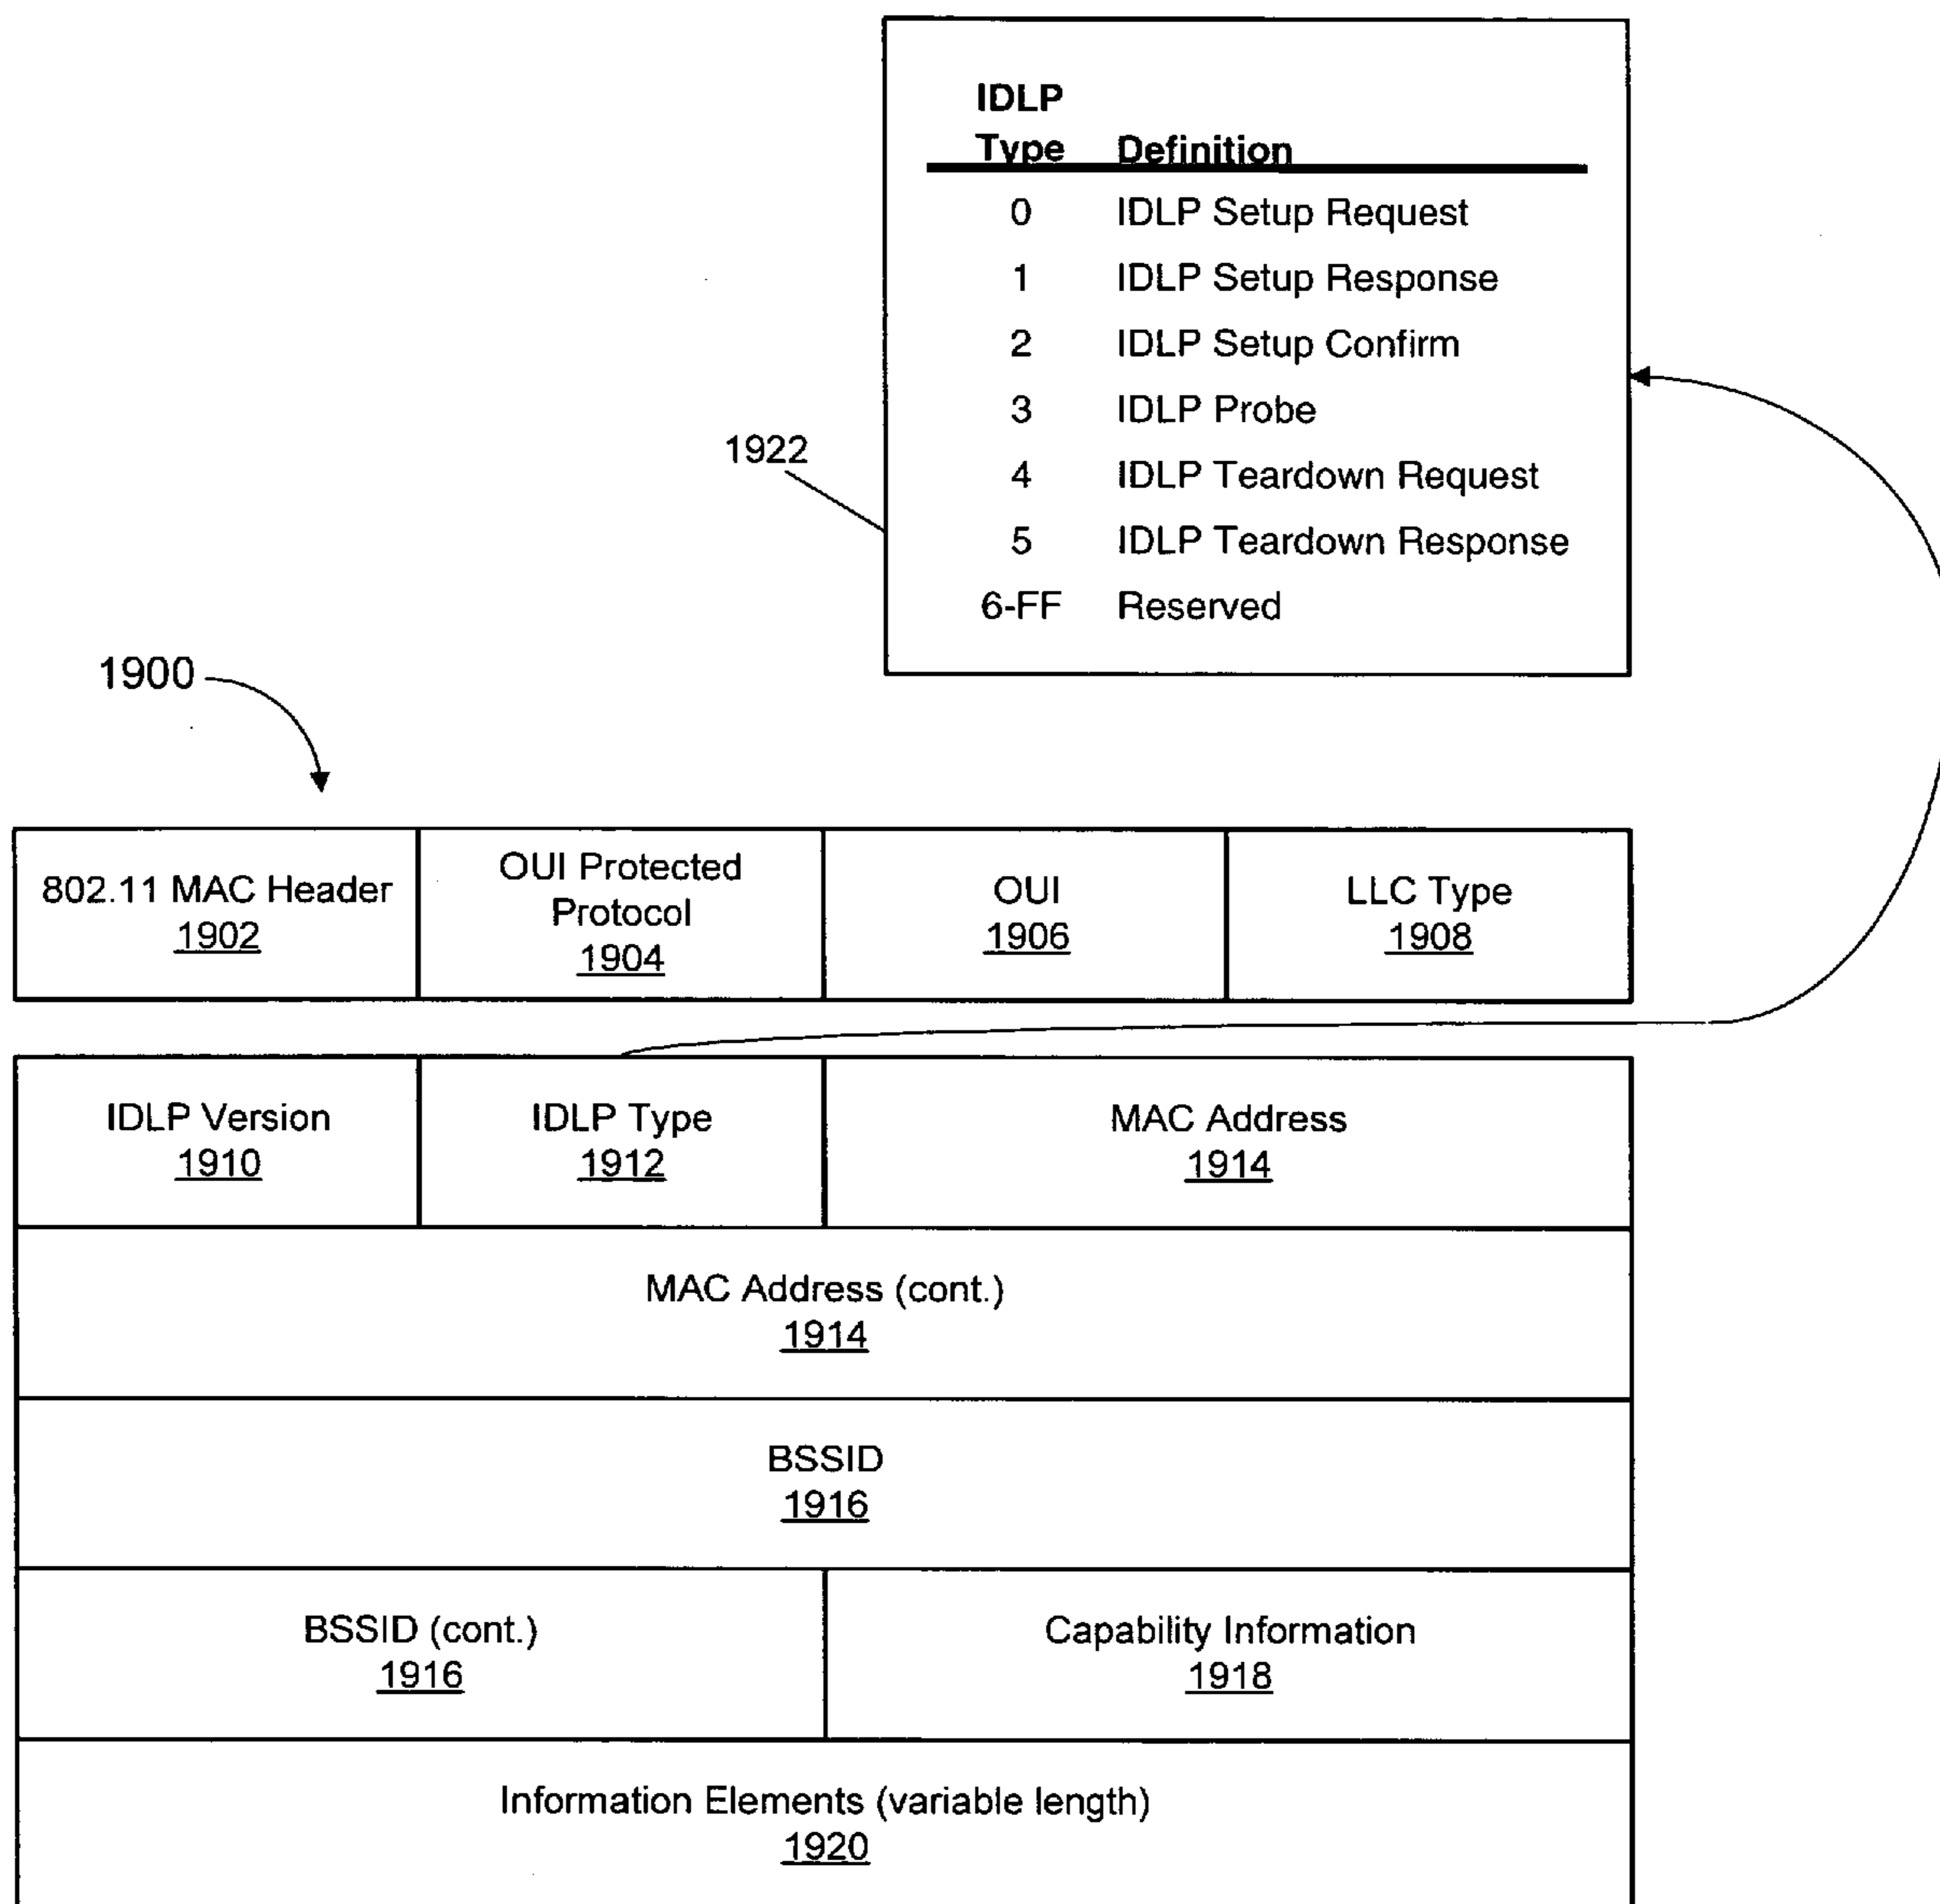 IDLP
Type Definition
0 IDLP Setup Request
1 IDLP Setup Response
2 IDLP Setup Confirm
3 IDLP Probe
4 IDLP Teardown Request
5 IDLP Teardown Response
6-FF Reserved
1922
1900
802.11 MAC Header
1902
OUI Protected
Protocol
1904
OUI
1906
LLC Type
1908
IDLP Version
1910
IDLP Type
1912
MAC Address
1914
MAC Address (cont.)
1914
BSSID
1916
BSSID (cont.)
1916
Capability Information
1918
Information Elements (variable length)
1920